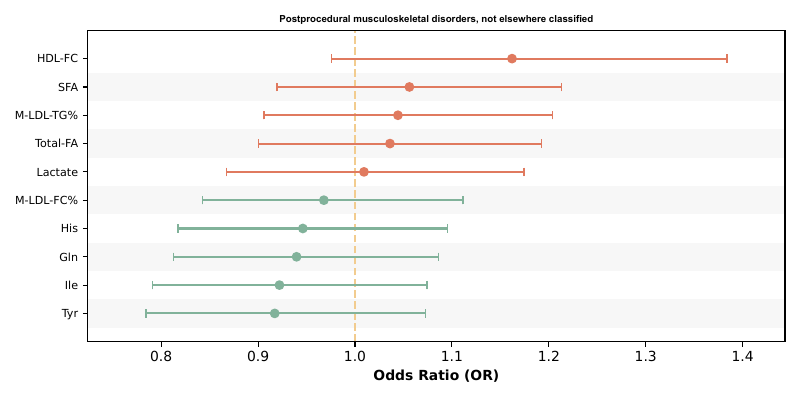 Postprocedural musculoskeletal disorders, not elsewhere classified
HDL-FC
SFA
M-LDL-TG%
Total-FA
Lactate
M-LDL-FC%
His
Gln
Ile
Tyr
0.8 0.9 1.0 1.1 1.2 1.3 1.4
Odds Ratio (OR)